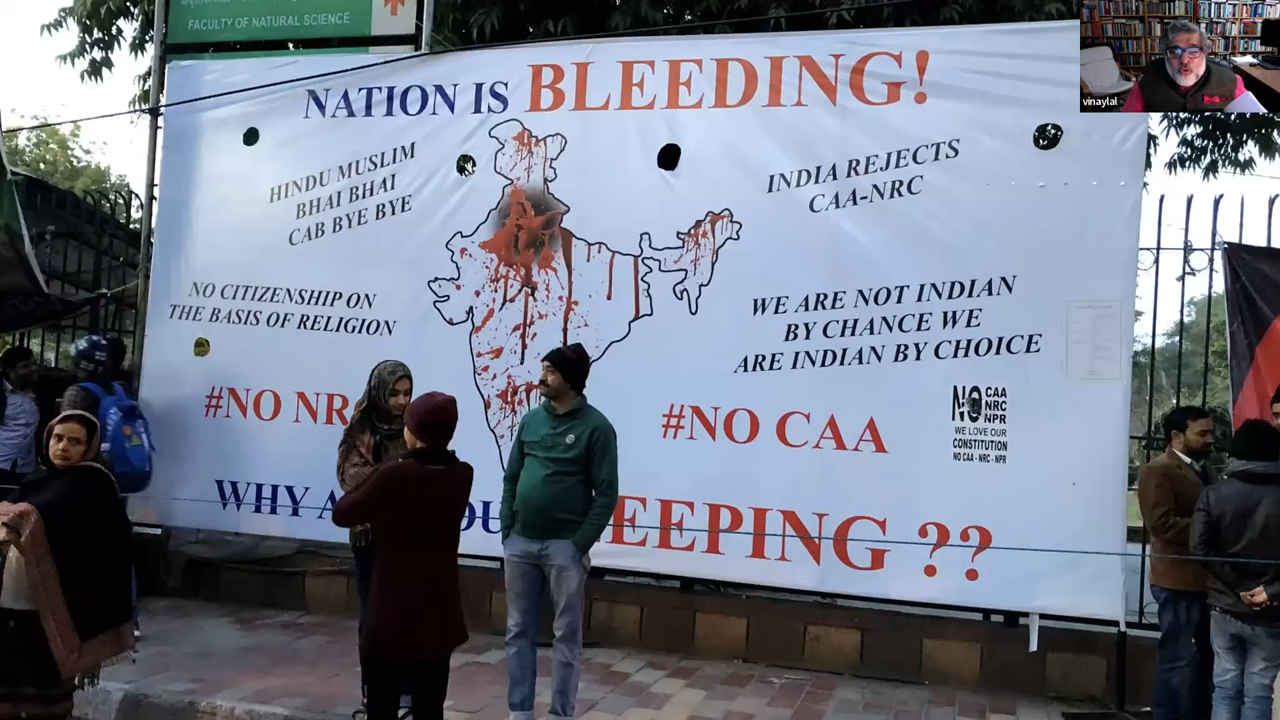 FACULTY OF NATURAL SCIENCE
vinaylal
NATION IS BLEEDING!
HINDU MUSLIM
BHAI BHAI
CAB BYE BYE
INDIA REJECTS
CAA-NRC
NO CITIZENSHIP ON
THE BASIS OF RELIGION
WE ARE NOT INDIAN
BY CHANCE WE
ARE INDIAN BY CHOICE
#NO NR
#NO CAA
NO CAA
NRC
NPR
WE LOVE OUR
CONSTITUTION
NO CAA - NRC - NPR
WHY A OU EEPING ??